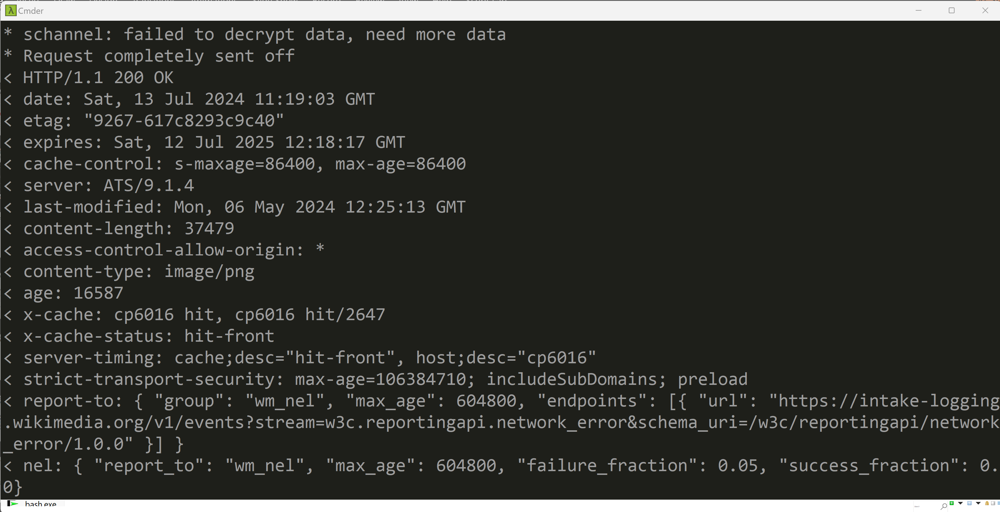 Cmder
* schannel: failed to decrypt data, need more data
* Request completely sent off
< HTTP/1.1 200 OK
< date: Sat, 13 Jul 2024 11:19:03 GMT
< etag: "9267-617c8293c9c40"
< expires: Sat, 12 Jul 2025 12:18:17 GMT
< cache-control: s-maxage=86400, max-age=86400
< server: ATS/9.1.4
< last-modified: Mon, 06 May 2024 12:25:13 GMT
< content-length: 37479
< access-control-allow-origin: *
< content-type: image/png
< age: 16587
< x-cache: cp6016 hit, cp6016 hit/2647
< x-cache-status: hit-front
< server-timing: cache;desc="hit-front", host;desc="cp6016"
< strict-transport-security: max-age=106384710; includeSubDomains; preload
< report-to: { "group": "wm_nel", "max_age": 604800, "endpoints": [{ "url": "https://intake-logging
.wikimedia.org/v1/events?stream=w3c.reportingapi.network_error&schema_uri=/w3c/reportingapi/network
_error/1.0.0" }] }
< nel: { "report_to": "wm_nel", "max_age": 604800, "failure_fraction": 0.05, "success_fraction": 0.
0}
bash.exe